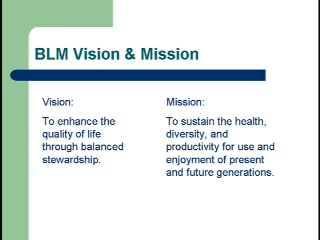 BLM Vision & Mission
Vision:
To enhance the
quality of life
through balanced
stewardship.
Mission:
To sustain the health,
diversity, and
productivity for use and
enjoyment of present
and future generations.